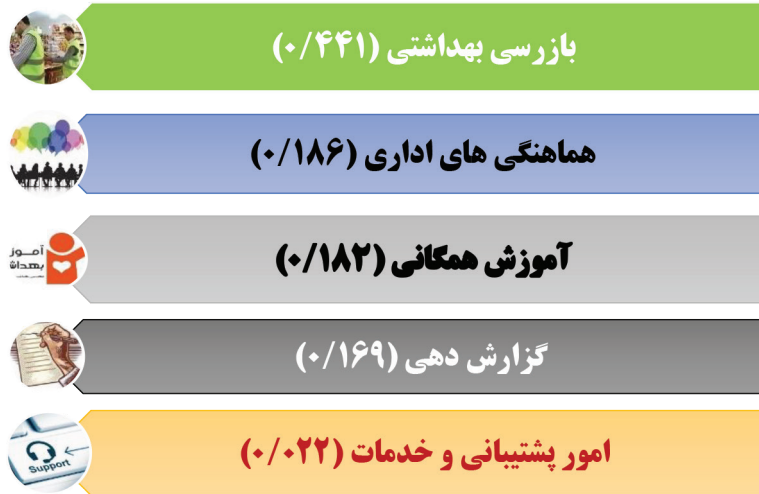 بازرسی بهداشتی (۰/۴۴۱)
هماهنگی های اداری (۰/۱۸۶)
آموزش همگانی (۰/۱۸۲)
گزارش دهی (۰/۱۶۹)
امور پشتیبانی و خدمات (۰/۰۲۲)
Support